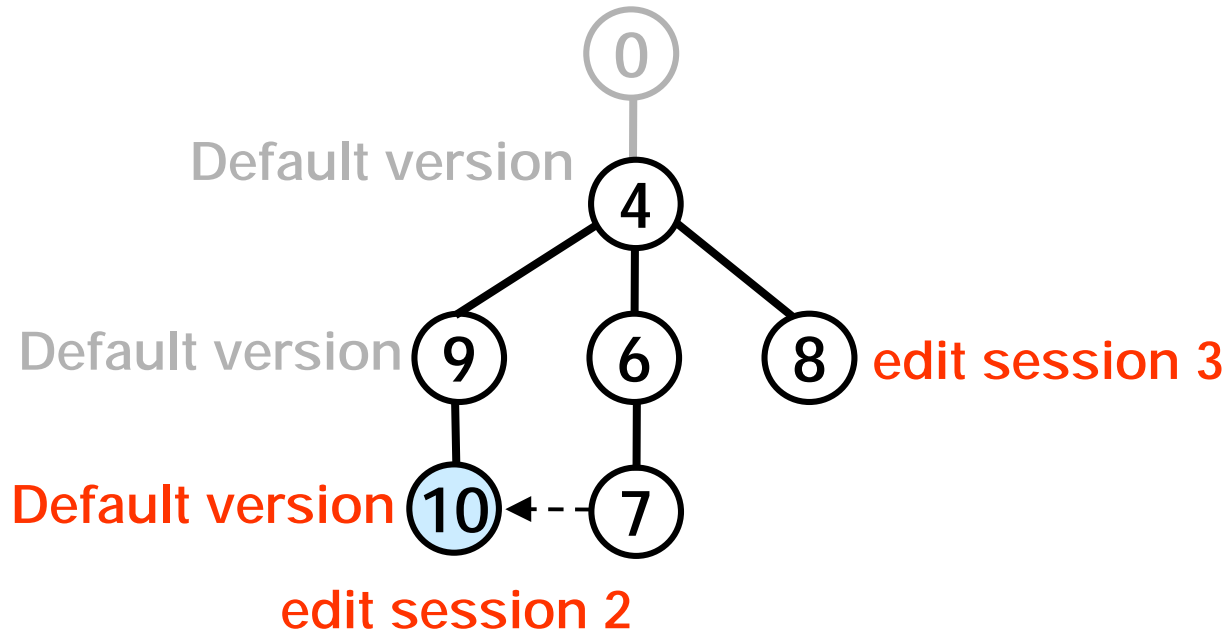 0
Default version
4
Default version 9 6 8 edit session 3
Default version 10 7
edit session 2